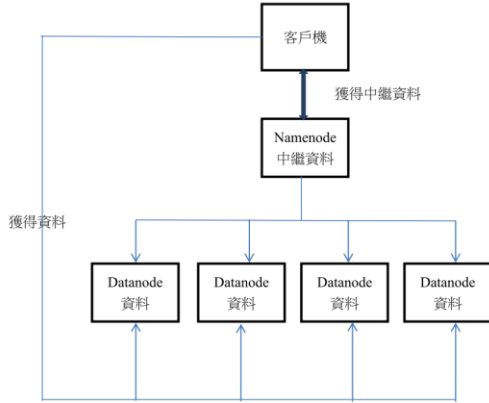 客戶機
獲得中繼資料
Namenode
中繼資料
獲得資料
Datanode
資料
Datanode
資料
Datanode
資料
Datanode
資料